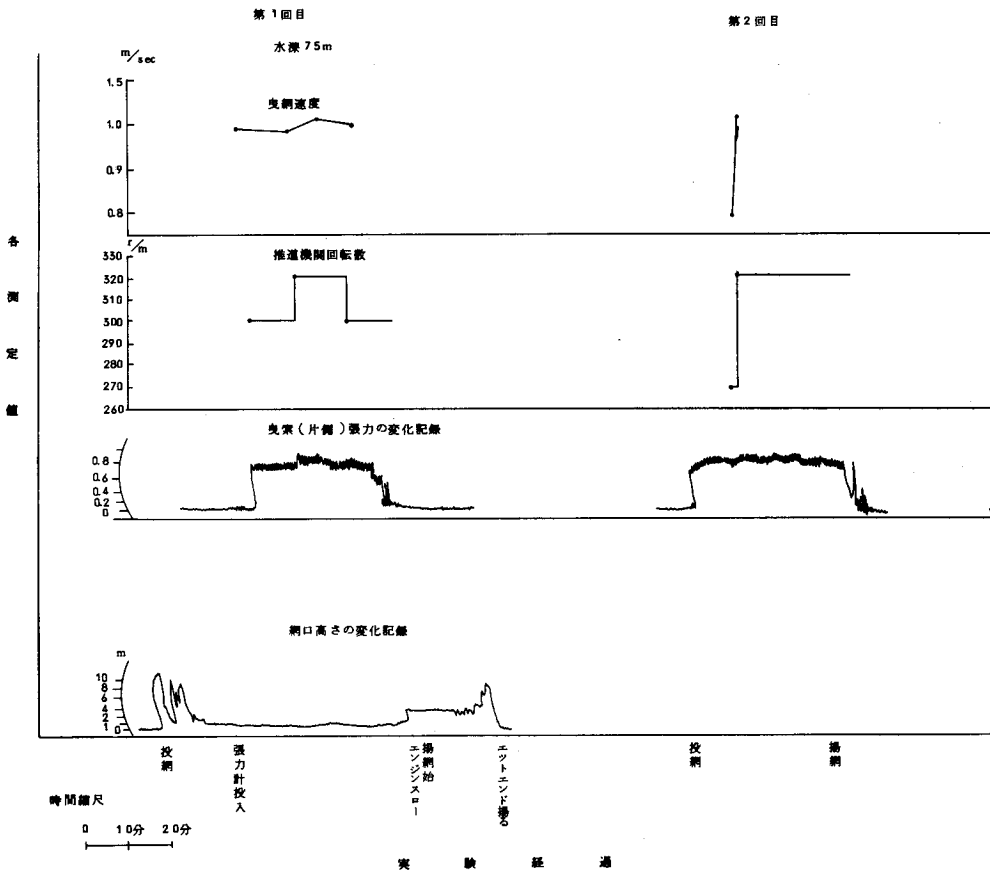 第1回目
第2回目
水深75m
m/sec
1.5
1.0
0.9
0.8
曳網速度
各測定値
r/m
330
320
310
300
290
280
270
260
推進機関回転数
曳索(片側)張力の変化記録
0.8
0.6
0.4
0.2
0
網口高さの変化記録
m
10
8
6
4
2
1
0
投網
張力計投入
揚網始
エンジンスロー
エットエンド揚る
投網
揚網
時間縮尺
0 10分 20分
実験経過